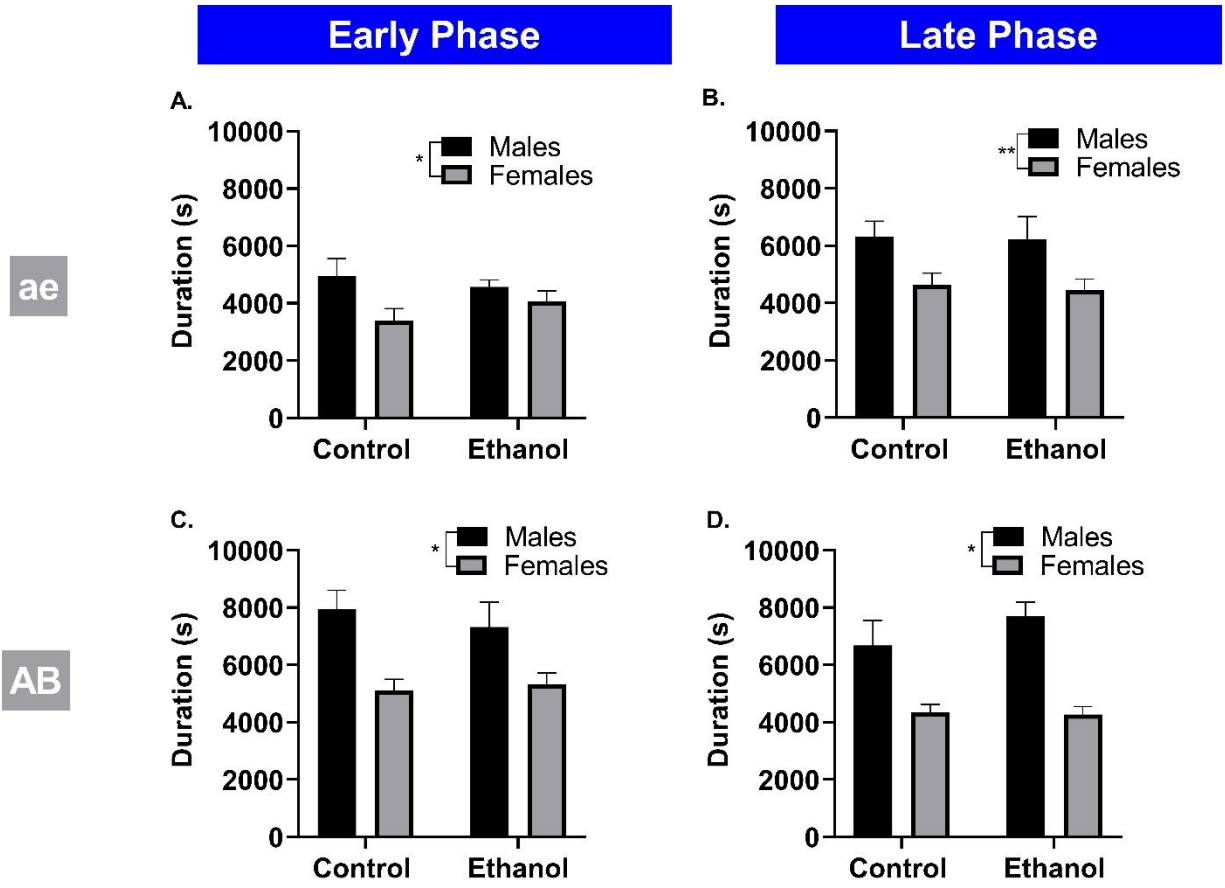 Early Phase
Late Phase
ae
A.
Duration (s)
10000
8000
6000
4000
2000
0
* Males
Females
Control Ethanol
B.
Duration (s)
10000
8000
6000
4000
2000
0
** Males
Females
Control Ethanol
AB
C.
Duration (s)
10000
8000
6000
4000
2000
0
* Males
Females
Control Ethanol
D.
Duration (s)
10000
8000
6000
4000
2000
0
* Males
Females
Control Ethanol